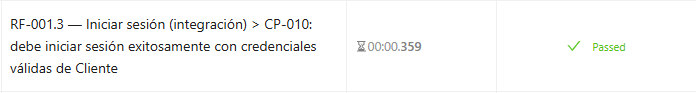 RF-001.3 — Iniciar sesión (integración) > CP-010:
debe iniciar sesión exitosamente con credenciales
válidas de Cliente
00:00.359
Passed